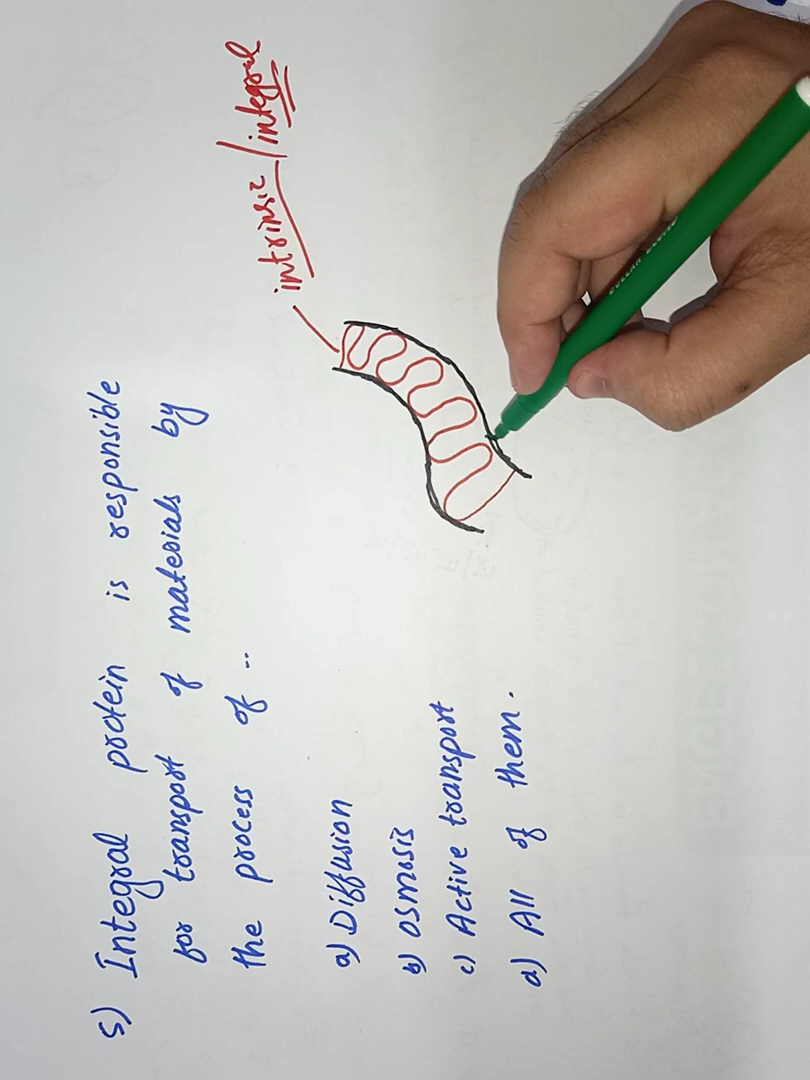 5) Integral protein is responsible
for transport of materials by
the process of ..
a) Diffusion
b) osmosis
c) Active transport
d) All of them.
intrinsic / integral